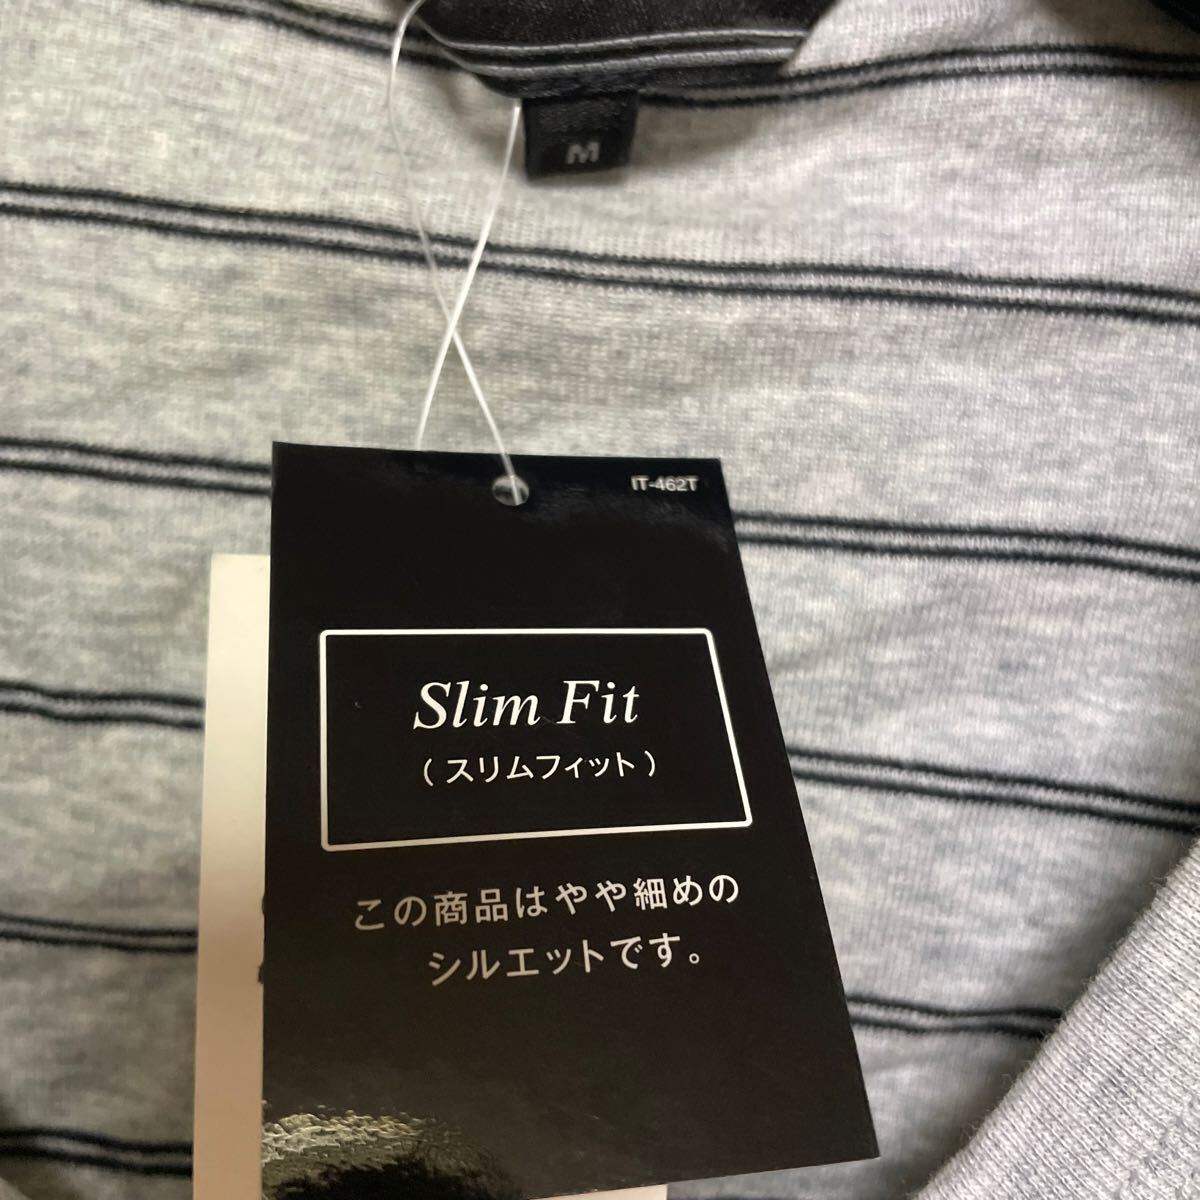 M
IT-462T
Slim Fit
（スリムフィット）
この商品はやや細めの
シルエットです。